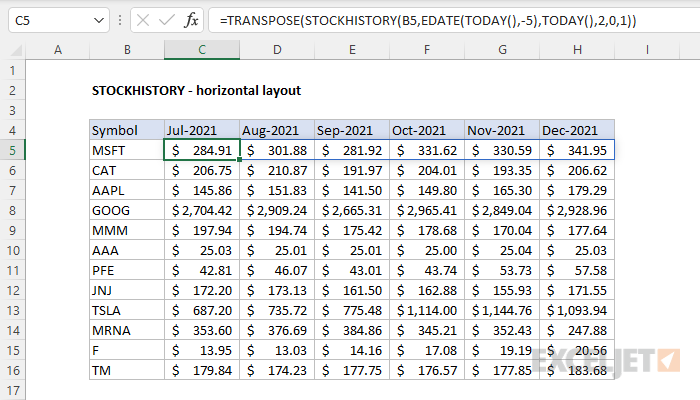 C5 fx =TRANSPOSE(STOCKHISTORY(B5,EDATE(TODAY(),-5),TODAY(),2,0,1))
A B C D E F G H I
1
2 STOCKHISTORY - horizontal layout
3
4 Symbol Jul-2021 Aug-2021 Sep-2021 Oct-2021 Nov-2021 Dec-2021
5 MSFT $ 284.91 $ 301.88 $ 281.92 $ 331.62 $ 330.59 $ 341.95
6 CAT $ 206.75 $ 210.87 $ 191.97 $ 204.01 $ 193.35 $ 206.62
7 AAPL $ 145.86 $ 151.83 $ 141.50 $ 149.80 $ 165.30 $ 179.29
8 GOOG $ 2,704.42 $ 2,909.24 $ 2,665.31 $ 2,965.41 $ 2,849.04 $ 2,928.96
9 MMM $ 197.94 $ 194.74 $ 175.42 $ 178.68 $ 170.04 $ 177.64
10 AAA $ 25.03 $ 25.01 $ 25.01 $ 25.00 $ 25.04 $ 25.03
11 PFE $ 42.81 $ 46.07 $ 43.01 $ 43.74 $ 53.73 $ 57.58
12 JNJ $ 172.20 $ 173.13 $ 161.50 $ 162.88 $ 155.93 $ 171.55
13 TSLA $ 687.20 $ 735.72 $ 775.48 $ 1,114.00 $ 1,144.76 $ 1,093.94
14 MRNA $ 353.60 $ 376.69 $ 384.86 $ 345.21 $ 352.43 $ 247.88
15 F $ 13.95 $ 13.03 $ 14.16 $ 17.08 $ 19.19 $ 20.56
16 TM $ 179.84 $ 174.23 $ 177.75 $ 176.57 $ 177.85 $ 183.68
17
EXCELJET